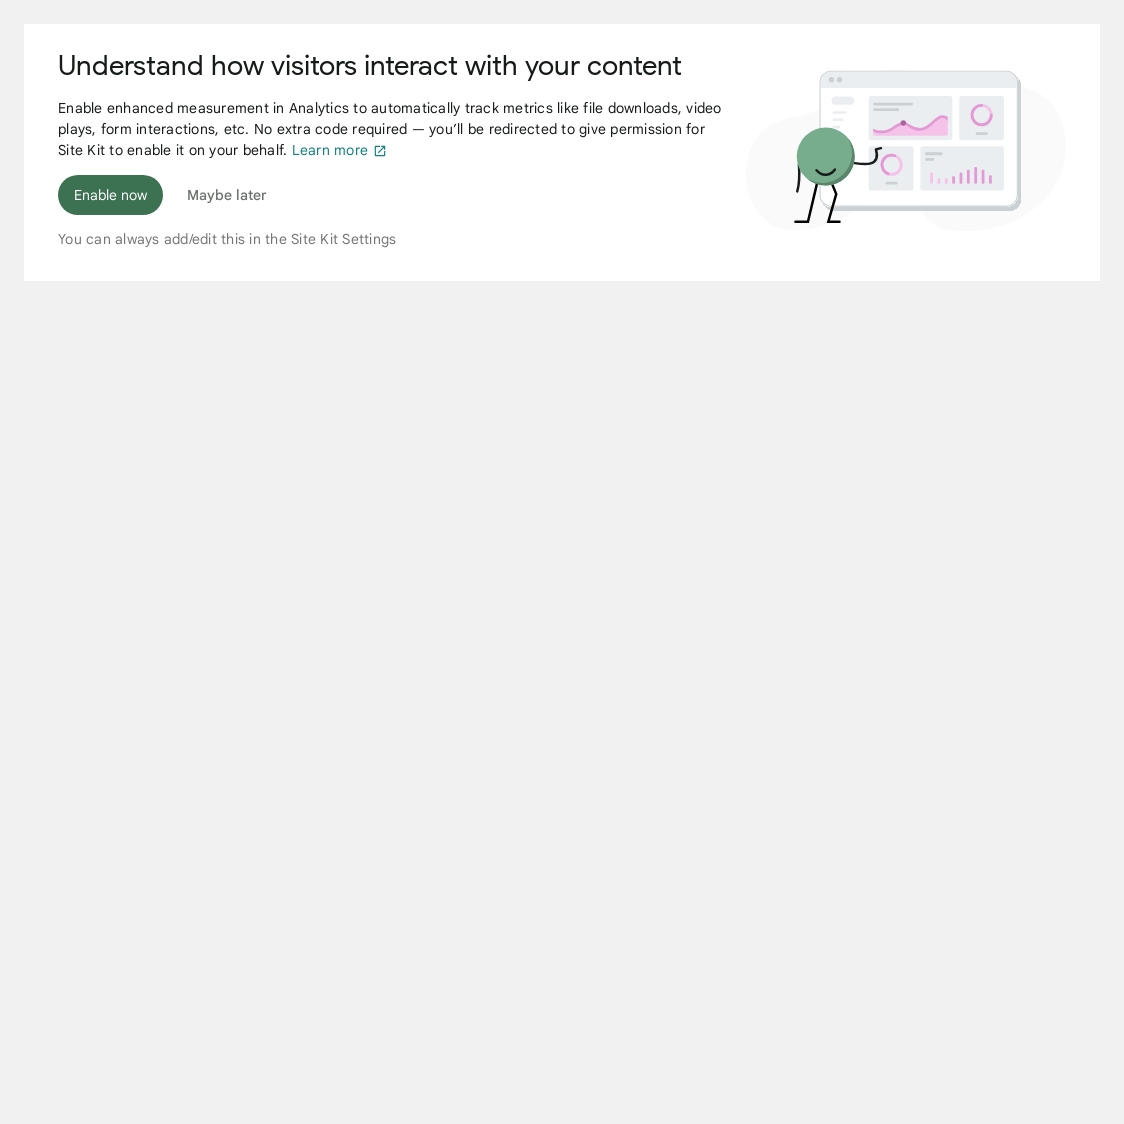 Understand how visitors interact with your content
Enable enhanced measurement in Analytics to automatically track metrics like file downloads, video
plays, form interactions, etc. No extra code required — you’ll be redirected to give permission for
Site Kit to enable it on your behalf. Learn more
Enable now
Maybe later
You can always add/edit this in the Site Kit Settings